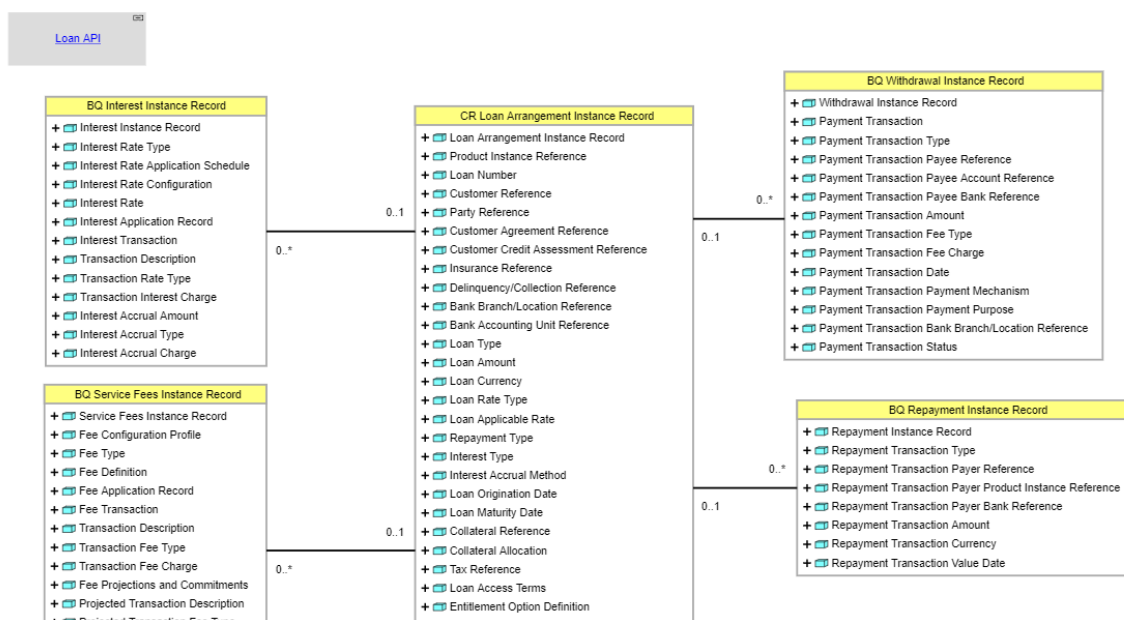 Loan API
BQ Interest Instance Record
+ Interest Instance Record
+ Interest Rate Type
+ Interest Rate Application Schedule
+ Interest Rate Configuration
+ Interest Rate
+ Interest Application Record
+ Interest Transaction
+ Transaction Description
+ Transaction Rate Type
+ Transaction Interest Charge
+ Interest Accrual Amount
+ Interest Accrual Type
+ Interest Accrual Charge
0..1
0..*
BQ Service Fees Instance Record
+ Service Fees Instance Record
+ Fee Configuration Profile
+ Fee Type
+ Fee Definition
+ Fee Application Record
+ Fee Transaction
+ Transaction Description
+ Transaction Fee Type
+ Transaction Fee Charge
+ Fee Projections and Commitments
+ Projected Transaction Description
+ Projected Transaction Fee Type
0..1
0..*
CR Loan Arrangement Instance Record
+ Loan Arrangement Instance Record
+ Product Instance Reference
+ Loan Number
+ Customer Reference
+ Party Reference
+ Customer Agreement Reference
+ Customer Credit Assessment Reference
+ Insurance Reference
+ Delinquency/Collection Reference
+ Bank Branch/Location Reference
+ Bank Accounting Unit Reference
+ Loan Type
+ Loan Amount
+ Loan Currency
+ Loan Rate Type
+ Loan Applicable Rate
+ Repayment Type
+ Interest Type
+ Interest Accrual Method
+ Loan Origination Date
+ Loan Maturity Date
+ Collateral Reference
+ Collateral Allocation
+ Tax Reference
+ Loan Access Terms
+ Entitlement Option Definition
0..*
0..1
BQ Withdrawal Instance Record
+ Withdrawal Instance Record
+ Payment Transaction
+ Payment Transaction Type
+ Payment Transaction Payee Reference
+ Payment Transaction Payee Account Reference
+ Payment Transaction Payee Bank Reference
+ Payment Transaction Amount
+ Payment Transaction Fee Type
+ Payment Transaction Fee Charge
+ Payment Transaction Date
+ Payment Transaction Payment Mechanism
+ Payment Transaction Payment Purpose
+ Payment Transaction Bank Branch/Location Reference
+ Payment Transaction Status
0..*
0..1
BQ Repayment Instance Record
+ Repayment Instance Record
+ Repayment Transaction Type
+ Repayment Transaction Payer Reference
+ Repayment Transaction Payer Product Instance Reference
+ Repayment Transaction Payer Bank Reference
+ Repayment Transaction Amount
+ Repayment Transaction Currency
+ Repayment Transaction Value Date